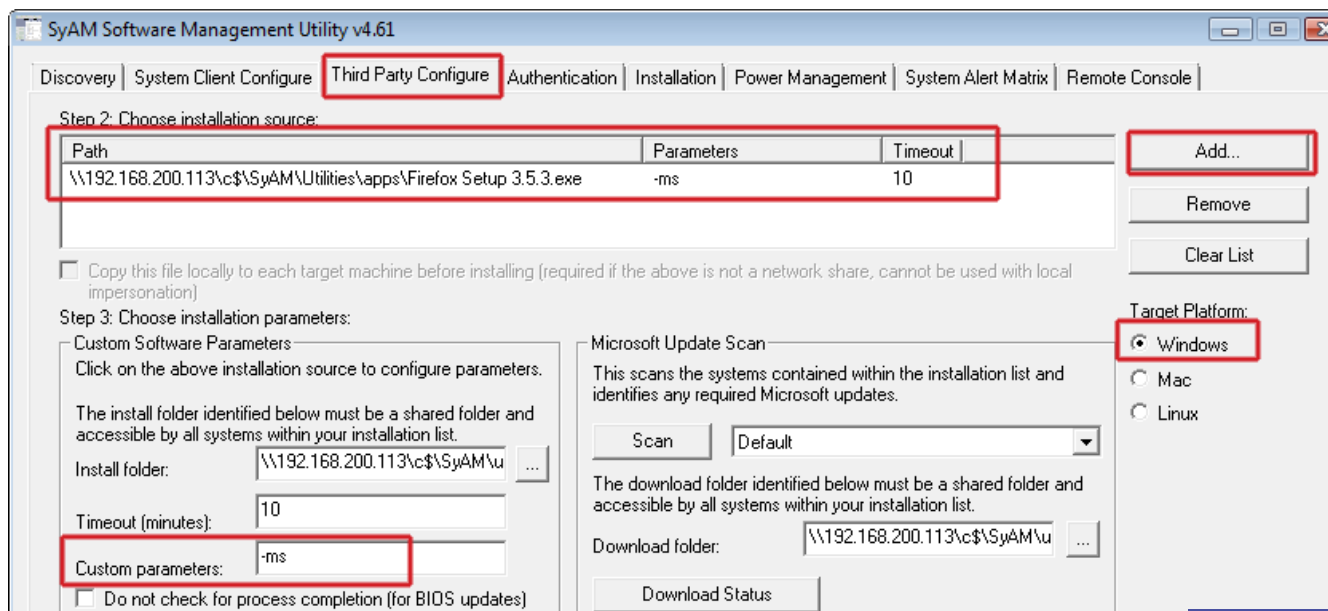 SyAM Software Management Utility v4.61
Discovery System Client Configure Third Party Configure Authentication Installation Power Management System Alert Matrix Remote Console
Step 2: Choose installation source:
Path Parameters Timeout
\\192.168.200.113\c$\SyAM\Utilities\apps\Firefox Setup 3.5.3.exe -ms 10
Add...
Remove
Clear List
Copy this file locally to each target machine before installing (required if the above is not a network share, cannot be used with local
impersonation)
Step 3: Choose installation parameters:
Target Platform:
Windows
Mac
Linux
Custom Software Parameters
Click on the above installation source to configure parameters.
The install folder identified below must be a shared folder and
accessible by all systems within your installation list.
Install folder: \\192.168.200.113\c$\SyAM\u ...
Timeout (minutes): 10
Custom parameters: -ms
Do not check for process completion (for BIOS updates)
Microsoft Update Scan
This scans the systems contained within the installation list and
identifies any required Microsoft updates.
Scan Default
The download folder identified below must be a shared folder and
accessible by all systems within your installation list.
Download folder: \\192.168.200.113\c$\SyAM\u ...
Download Status